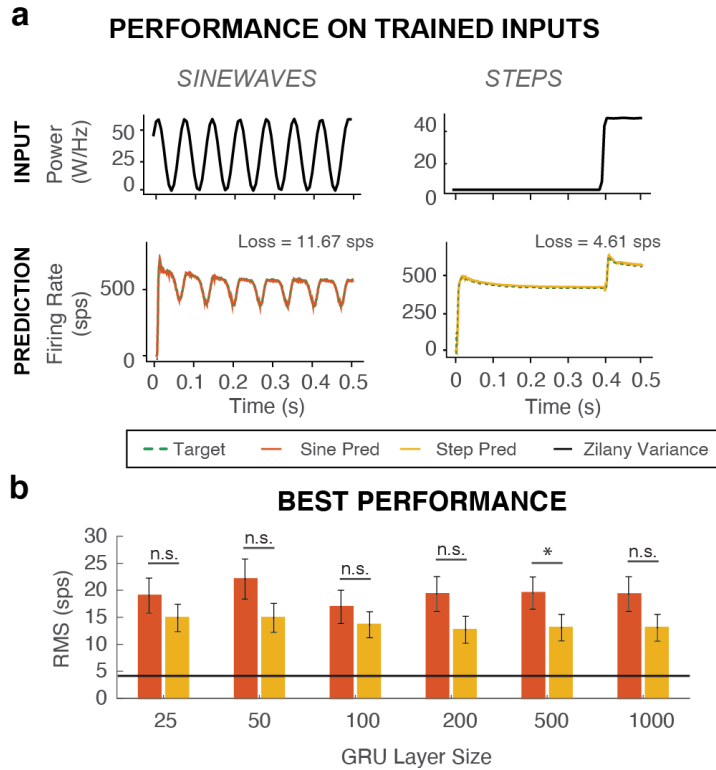 a
PERFORMANCE ON TRAINED INPUTS
SINEWAVES
STEPS
INPUT
Power
(W/Hz)
50
25
0
40
20
0
PREDICTION
Firing Rate
(sps)
Loss = 11.67 sps
500
0
0 0.1 0.2 0.3 0.4 0.5
Time (s)
Loss = 4.61 sps
500
250
0
0 0.1 0.2 0.3 0.4 0.5
Time (s)
Target Sine Pred Step Pred Zilany Variance
b
BEST PERFORMANCE
RMS (sps)
30
25
20
15
10
5
0
n.s. n.s. n.s. n.s. * n.s.
25 50 100 200 500 1000
GRU Layer Size